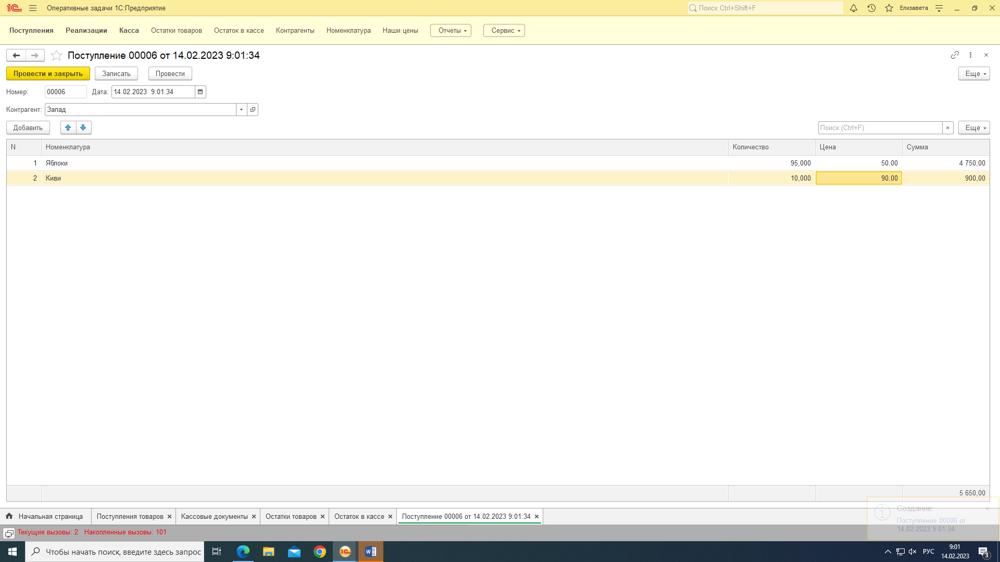 1С Оперативные задачи 1С:Предприятие Поиск Ctrl+Shift+F Елизавета
Поступления Реализации Касса Остатки товаров Остаток в кассе Контрагенты Номенклатура Наши цены Отчеты Сервис
Поступление 00006 от 14.02.2023 9:01:34
Провести и закрыть Записать Провести Еще
Номер: 00006 Дата: 14.02.2023 9:01:34
Контрагент: Запад
Добавить Поиск (Ctrl+F) × Еще
N Номенклатура Количество Цена Сумма
1 Яблоки 95,000 50,00 4 750,00
2 Киви 10,000 90,00 900,00
5 650,00
Создание:
Поступление 00006 от
14.02.2023 9:01:34
Начальная страница Поступления товаров × Кассовые документы × Остатки товаров × Остаток в кассе × Поступление 00006 от 14.02.2023 9:01:34 ×
Текущие вызовы: 2 Накопленные вызовы: 101
Чтобы начать поиск, введите здесь запрос РУС 9:01
14.02.2023 3